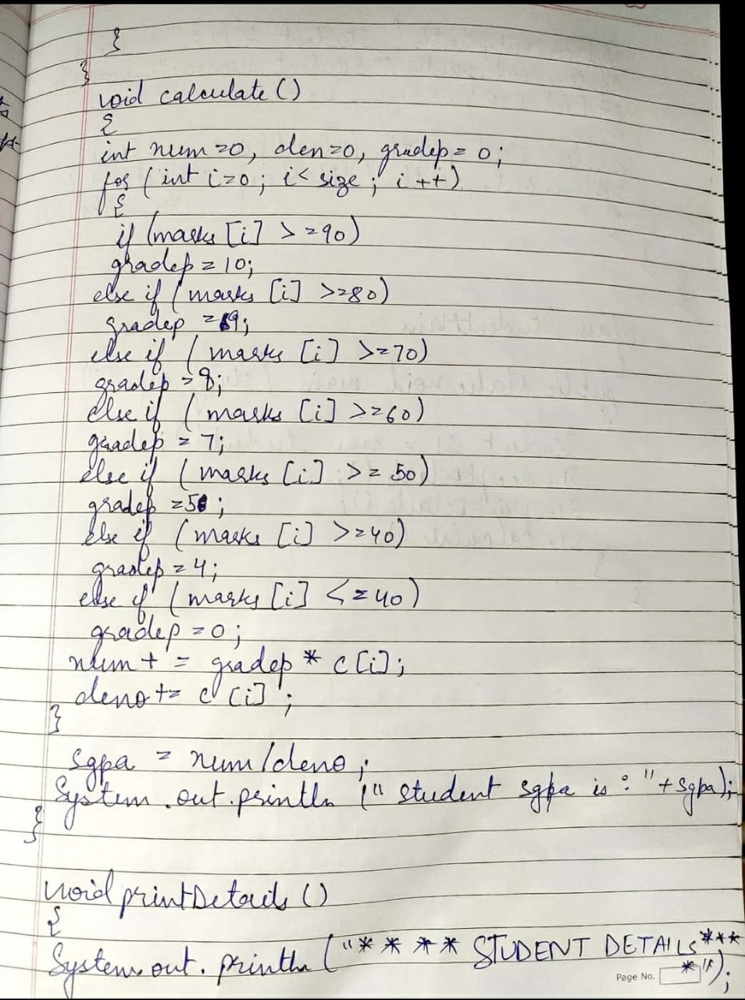 }
}
void calculate ()
{
int num=0, den=0, gradep= 0;
for (int i=0; i< size; i++)
{
if (marks [i] >=90)
gradep = 10;
else if (marks [i] >=80)
gradep =9;
else if (marks [i] >=70)
gradep = 8;
else if (marks [i] >=60)
gradep = 7;
else if (marks [i] >= 50)
gradep =5;
else if (marks [i] >=40)
gradep = 4;
else if (marks [i] <=40)
gradep = 0;
num+ = gradep * c[i];
deno += c [i];
}
sgpa = num/deno;
System.out.println (" student sgpa is : "+sgpa);
}
void printDetails ()
{
System.out.println ("**** STUDENT DETAILS***
*");
Page No.